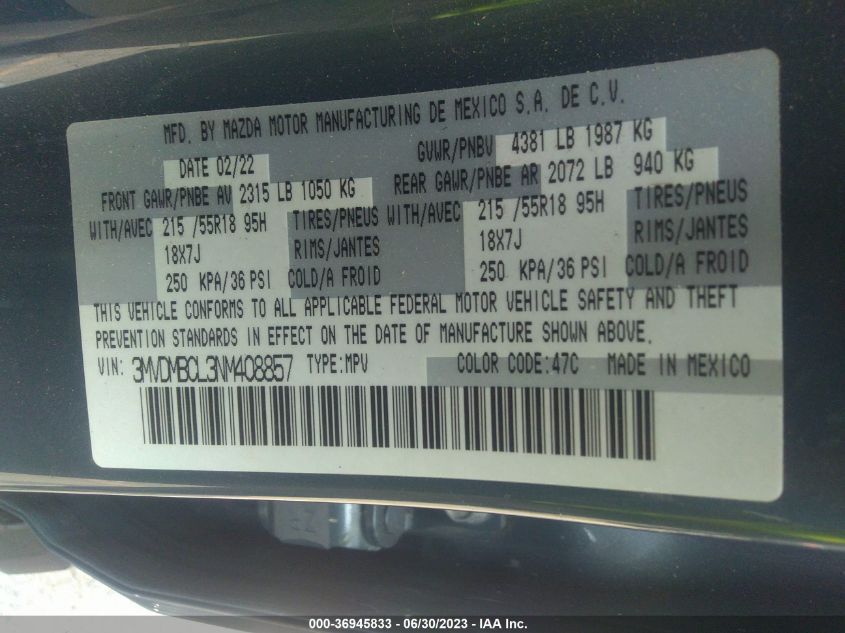 MFD. BY MAZDA MOTOR MANUFACTURING DE MEXICO S.A. DE C.V.
DATE 02/22 GVWR/PNBV 4381 LB 1987 KG
FRONT GAWR/PNBE AV 2315 LB 1050 KG REAR GAWR/PNBE AR 2072 LB 940 KG
WITH/AVEC 215 /55R18 95H TIRES/PNEUS WITH/AVEC 215 /55R18 95H TIRES/PNEUS
18X7J RIMS/JANTES 18X7J RIMS/JANTES
250 KPA/36 PSI COLD/A FROID 250 KPA/36 PSI COLD/A FROID
THIS VEHICLE CONFORMS TO ALL APPLICABLE FEDERAL MOTOR VEHICLE SAFETY AND THEFT
PREVENTION STANDARDS IN EFFECT ON THE DATE OF MANUFACTURE SHOWN ABOVE.
VIN: 3MVDMBCL3NM408857 TYPE:MPV COLOR CODE:47C MADE IN MEXICO
000-36945833 - 06/30/2023 - IAA Inc.